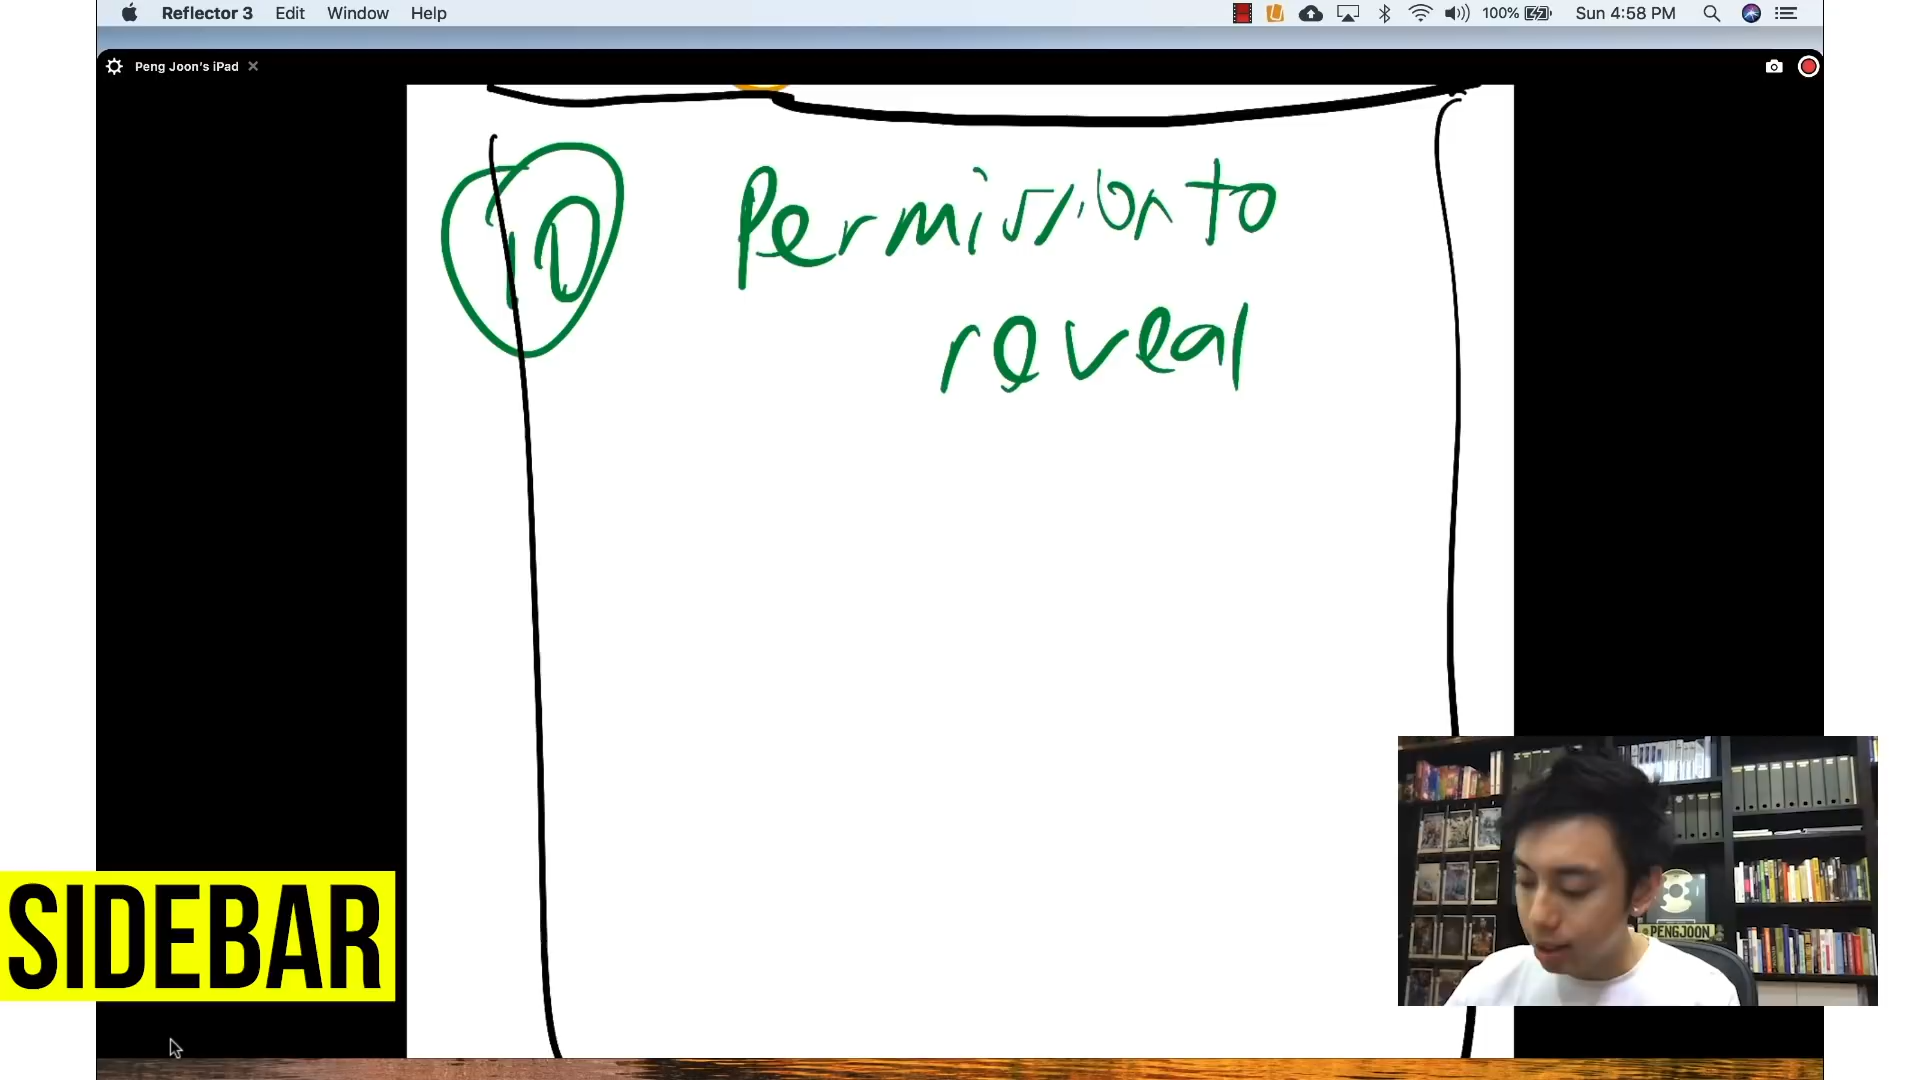 Reflector 3 Edit Window Help 100% Sun 4:58 PM
Peng Joon's iPad
10 Permission to
reveal
SIDEBAR
PENGJOON